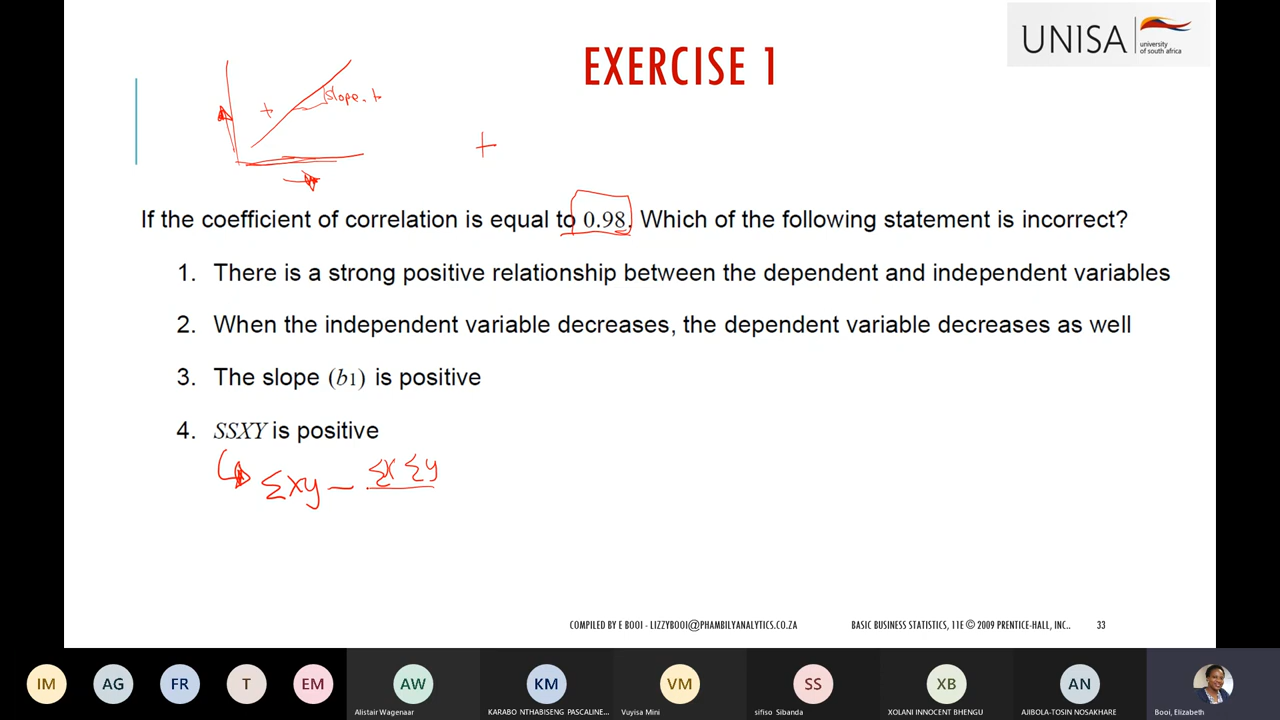 EXERCISE 1
UNISA university of south africa
+
slope. +
+
If the coefficient of correlation is equal to 0.98. Which of the following statement is incorrect?
1. There is a strong positive relationship between the dependent and independent variables
2. When the independent variable decreases, the dependent variable decreases as well
3. The slope (b1) is positive
4. SSXY is positive
Σxy - Σx Σy
COMPILED BY E BOOI - LIZZYBOOI@PHAMBILYANALYTICS.CO.ZA
BASIC BUSINESS STATISTICS, 11E © 2009 PRENTICE-HALL, INC..
33
IM AG FR T EM AW KM VM SS XB AN
Alistair Wagenaar
KARABO NTHABISENG PASCALINE...
Vuyisa Mini
sifiso Sibanda
XOLANI INNOCENT BHENGU
AJIBOLA-TOSIN NOSAKHARE
Booi, Elizabeth